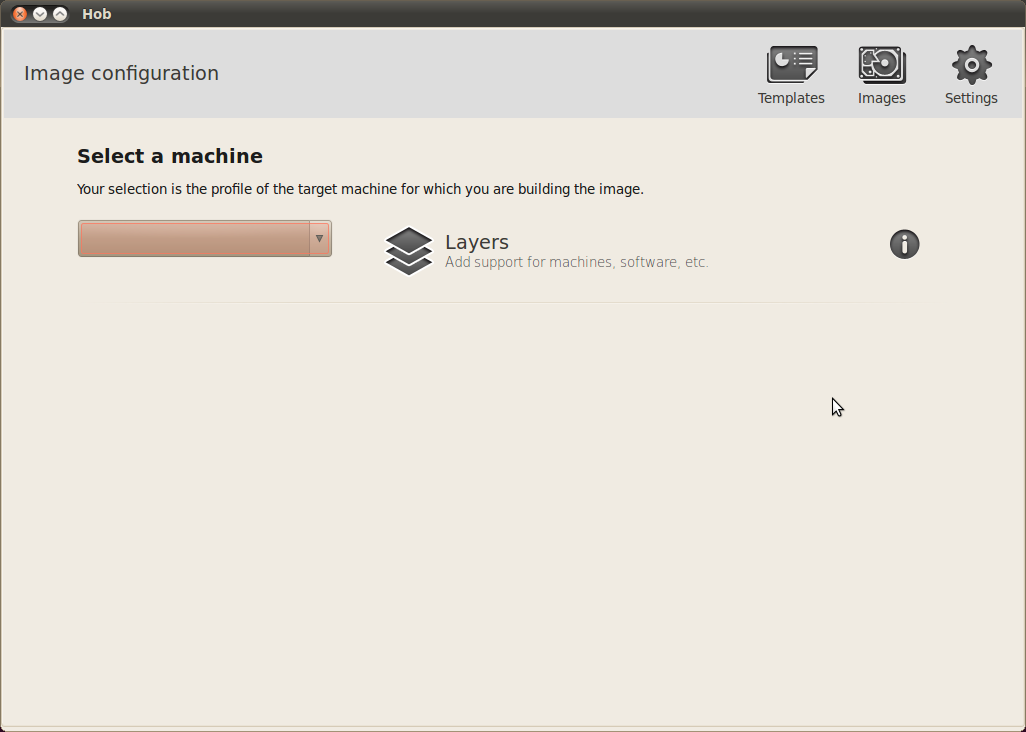 Hob
Image configuration
Templates
Images
Settings
Select a machine
Your selection is the profile of the target machine for which you are building the image.
Layers
Add support for machines, software, etc.